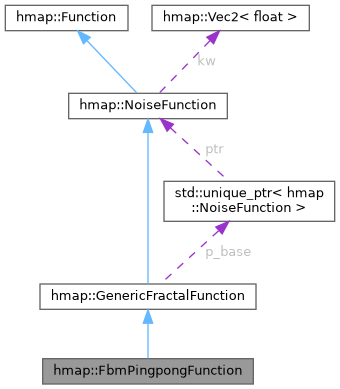 hmap::Function
hmap::Vec2< float >
kw
hmap::NoiseFunction
ptr
std::unique_ptr< hmap
::NoiseFunction >
p_base
hmap::GenericFractalFunction
hmap::FbmPingpongFunction